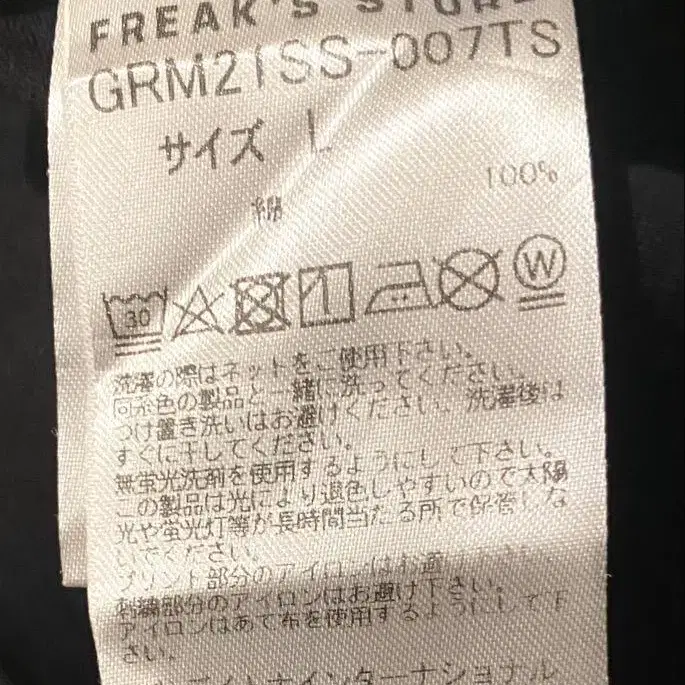 FREAK'S STORE
GRM21SS-007TS
サイズ L
綿 100%
30 W
洗濯の際はネットをご使用下さい。
同系色の製品と一緒に洗ってください。
つけ置き洗いはお避けください。洗濯後は
すぐに干してください。
無蛍光洗剤を使用するようにして下さい。
この製品は光により退色しやすいので太陽
光や蛍光灯等が長時間当たる所で保管しな
いでください。
プリント部分のアイロンはお避け下さい。
刺繍部分のアイロンはお避け下さい。
アイロンはあて布を使用するようにして下
さい。
デイトナインターナショナル